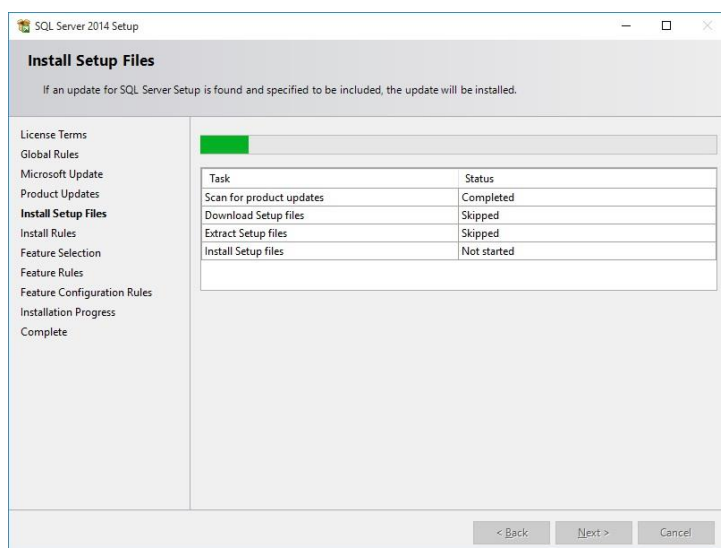 SQL Server 2014 Setup
Install Setup Files
If an update for SQL Server Setup is found and specified to be included, the update will be installed.
License Terms
Global Rules
Microsoft Update
Product Updates
Install Setup Files
Install Rules
Feature Selection
Feature Rules
Feature Configuration Rules
Installation Progress
Complete
Task Status
Scan for product updates Completed
Download Setup files Skipped
Extract Setup files Skipped
Install Setup files Not started
< Back Next > Cancel